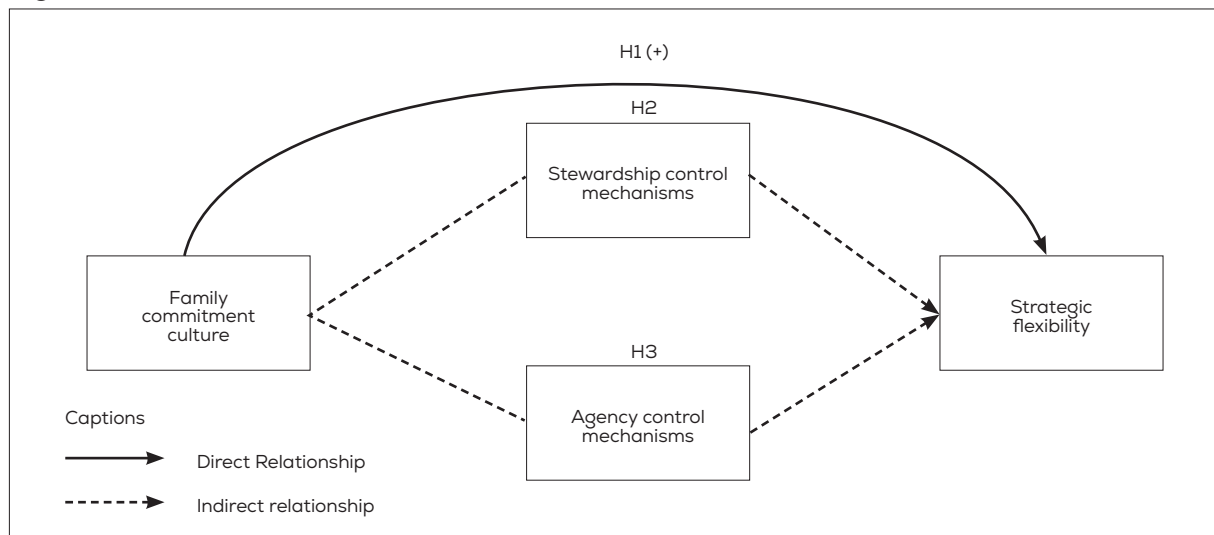 H1 (+)
H2
Stewardship control
mechanisms
Family
commitment
culture
Strategic
flexibility
H3
Agency control
mechanisms
Captions
Direct Relationship
Indirect relationship